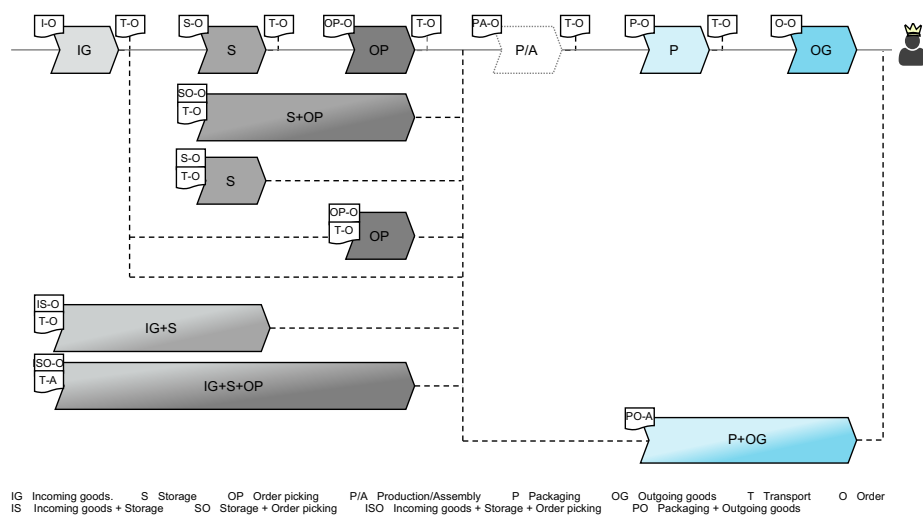 I-O T-O S-O T-O OP-O T-O PA-O T-O P-O T-O O-O
IG S OP P/A P OG
SO-O
T-O
S+OP
S-O
T-O
S
OP-O
T-O
OP
IS-O
T-O
IG+S
ISO-O
T-A
IG+S+OP
PO-A
P+OG
IG Incoming goods. S Storage OP Order picking P/A Production/Assembly P Packaging OG Outgoing goods T Transport O Order
IS Incoming goods + Storage SO Storage + Order picking ISO Incoming goods + Storage + Order picking PO Packaging + Outgoing goods